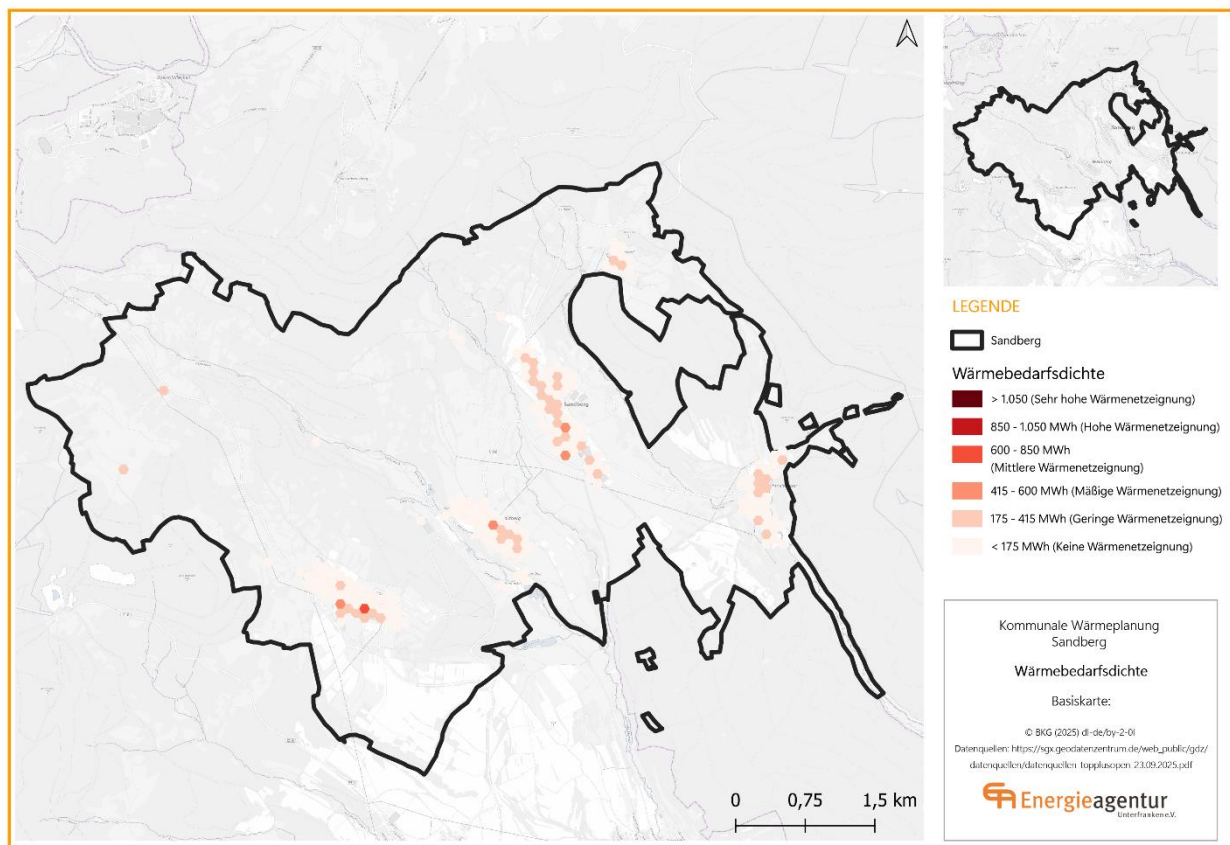 Sandberg
0 0,75 1,5 km
Sandberg
LEGENDE
Sandberg
Wärmebedarfsdichte
> 1.050 (Sehr hohe Wärmenetzeignung)
850 - 1.050 MWh (Hohe Wärmenetzeignung)
600 - 850 MWh
(Mittlere Wärmenetzeignung)
415 - 600 MWh (Mäßige Wärmenetzeignung)
175 - 415 MWh (Geringe Wärmenetzeignung)
< 175 MWh (Keine Wärmenetzeignung)
Kommunale Wärmeplanung
Sandberg
Wärmebedarfsdichte
Basiskarte:
© BKG (2025) dl-de/by-2-0l
Datenquellen: https://sgx.geodatenzentrum.de/web_public/gdz/
datenquellen/datenquellen_topplusopen_23.09.2025.pdf
Energieagentur
Unterfranken e.V.